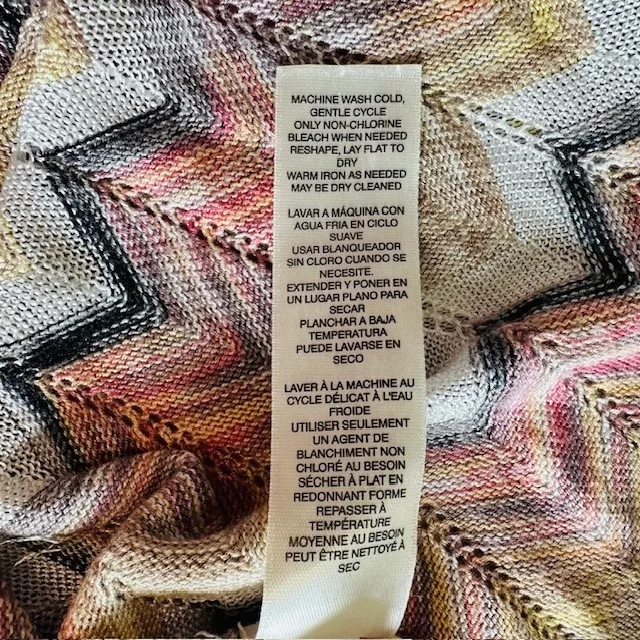 MACHINE WASH COLD,
GENTLE CYCLE
ONLY NON-CHLORINE
BLEACH WHEN NEEDED
RESHAPE, LAY FLAT TO
DRY
WARM IRON AS NEEDED
MAY BE DRY CLEANED
LAVAR A MÁQUINA CON
AGUA FRIA EN CICLO
SUAVE
USAR BLANQUEADOR
SIN CLORO CUANDO SE
NECESITE.
EXTENDER Y PONER EN
UN LUGAR PLANO PARA
SECAR
PLANCHAR A BAJA
TEMPERATURA
PUEDE LAVARSE EN
SECO
LAVER À LA MACHINE AU
CYCLE DÉLICAT À L'EAU
FROIDE
UTILISER SEULEMENT
UN AGENT DE
BLANCHIMENT NON
CHLORÉ AU BESOIN
SÉCHER À PLAT EN
REDONNANT FORME
REPASSER À
TEMPÉRATURE
MOYENNE AU BESOIN
PEUT ÊTRE NETTOYÉ À
SEC